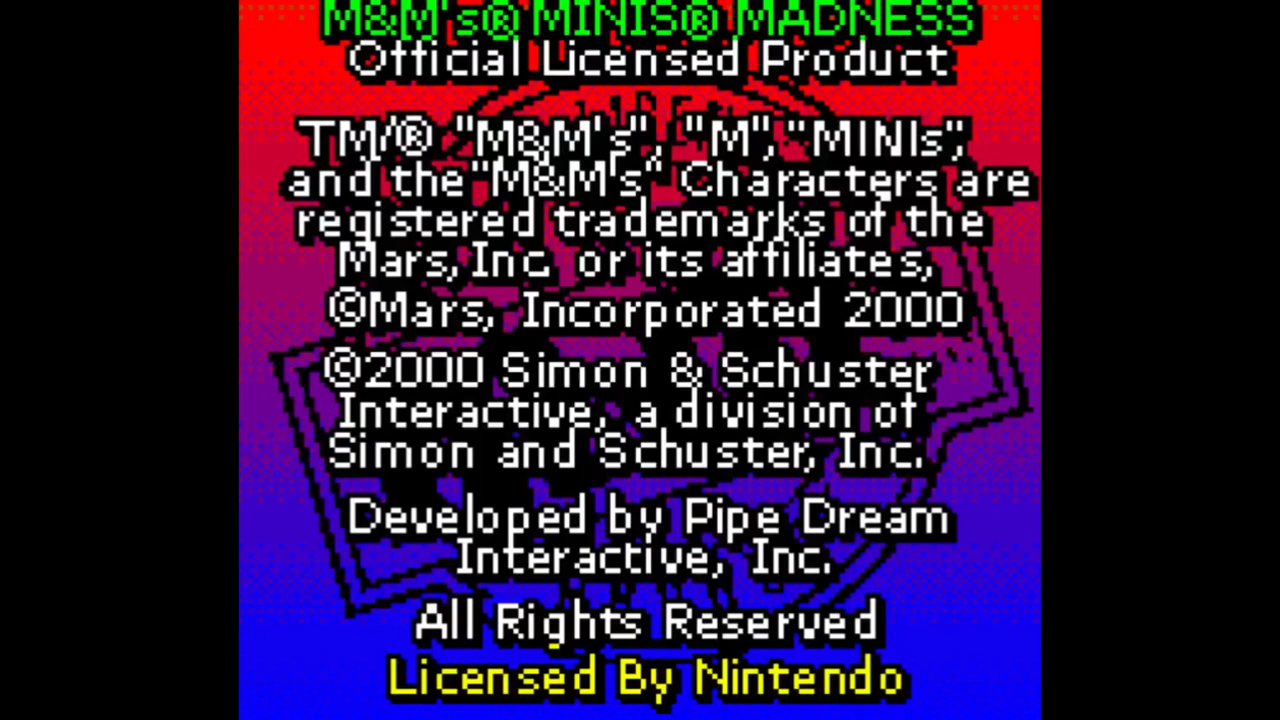 M&M's® MINIS® MADNESS
Official Licensed Product
TM/® "M&M's", "M", "MINIs",
and the "M&M's" Characters are
registered trademarks of the
Mars, Inc. or its affiliates,
©Mars, Incorporated 2000
©2000 Simon & Schuster
Interactive, a division of
Simon and Schuster, Inc.
Developed by Pipe Dream
Interactive, Inc.
All Rights Reserved
Licensed By Nintendo